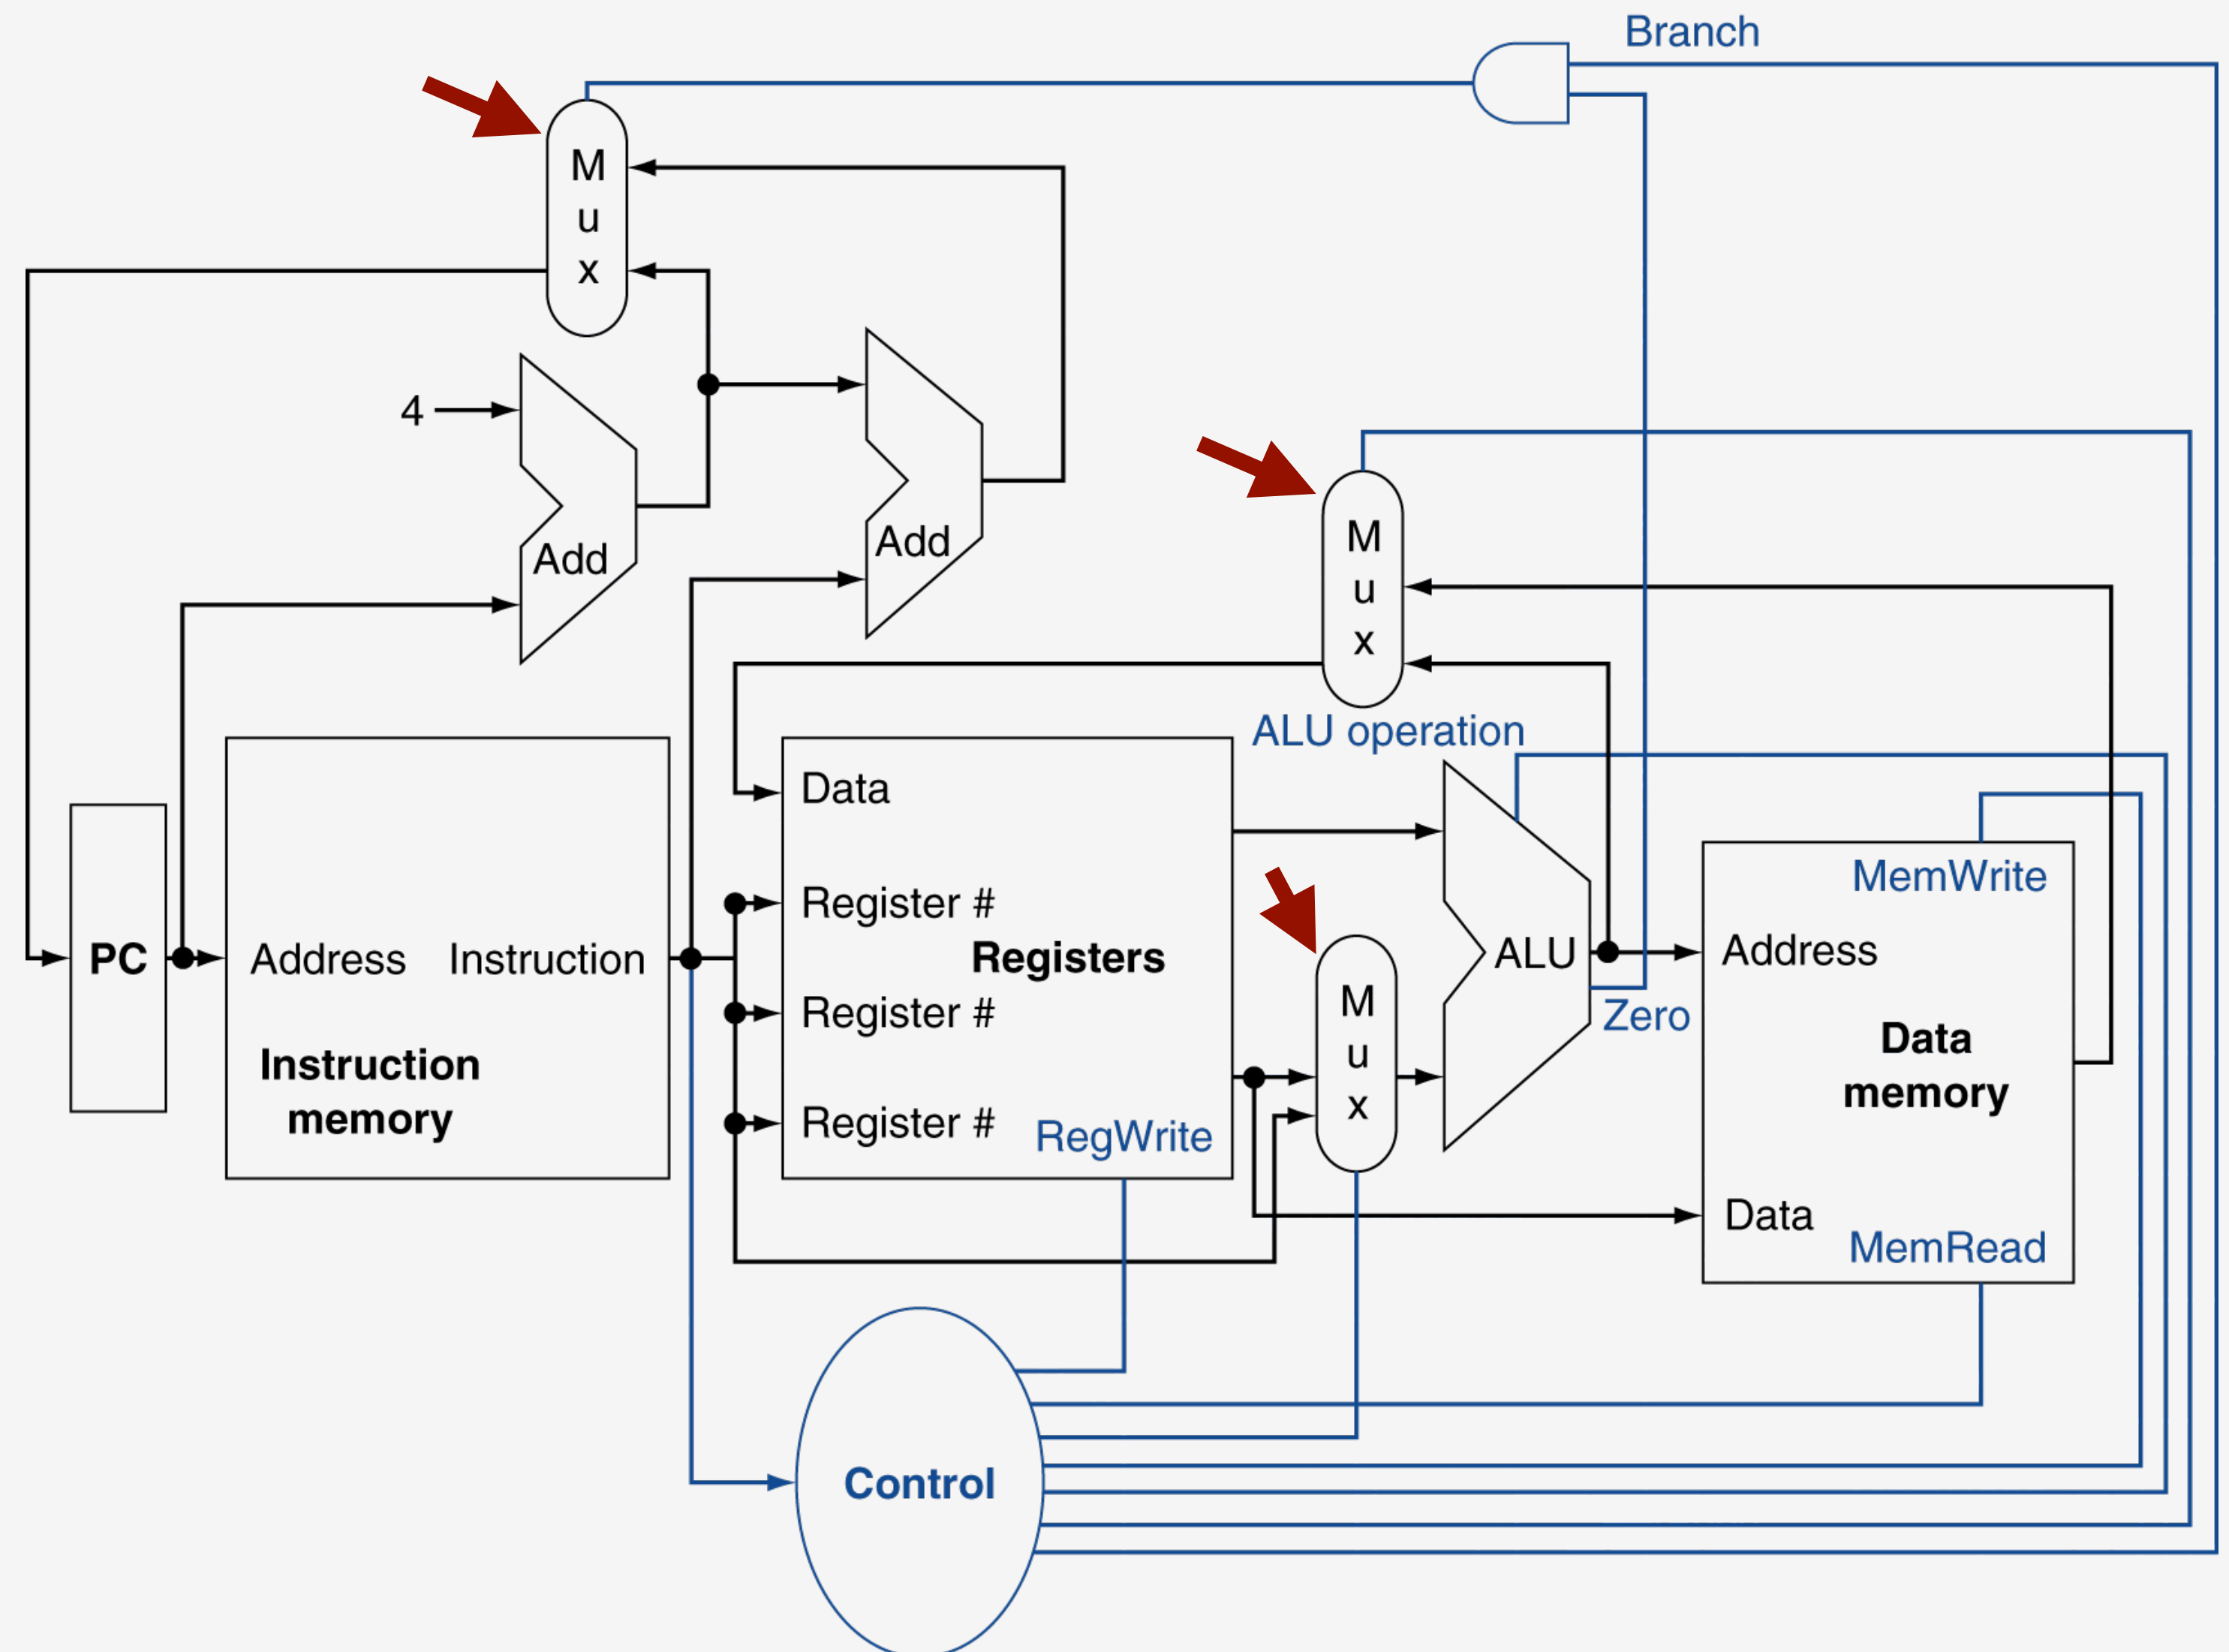 Branch
M
u
x
4
Add
Add
M
u
x
ALU operation
Data
Register #
Registers
Register #
Register #
RegWrite
PC
Address Instruction
Instruction
memory
M
u
x
ALU
Zero
MemWrite
Address
Data
memory
Data
MemRead
Control